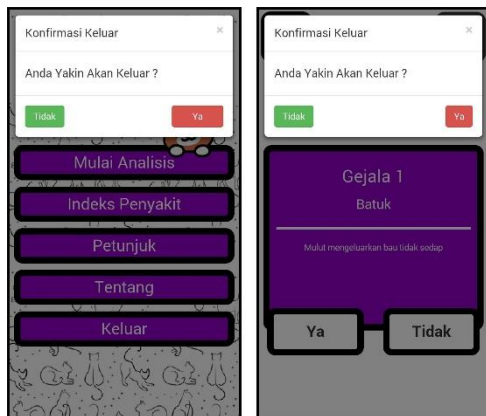 Konfirmasi Keluar ×
Anda Yakin Akan Keluar ?
Tidak Ya
Mulai Analisis
Indeks Penyakit
Petunjuk
Tentang
Keluar
Konfirmasi Keluar ×
Anda Yakin Akan Keluar ?
Tidak Ya
Gejala 1
Batuk
Mulut mengeluarkan bau tidak sedap
Ya Tidak